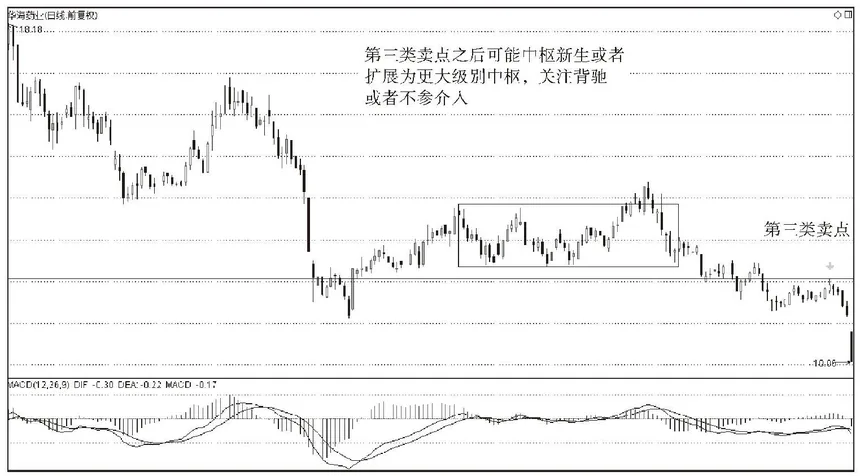 华海药业(日线.前复权)
18.18
第三类卖点之后可能中枢新生或者
扩展为更大级别中枢，关注背驰
或者不参介入
第三类卖点
10.06
MACD(12,26,9) DIF -0.30 DEA: -0.22 MACD -0.17